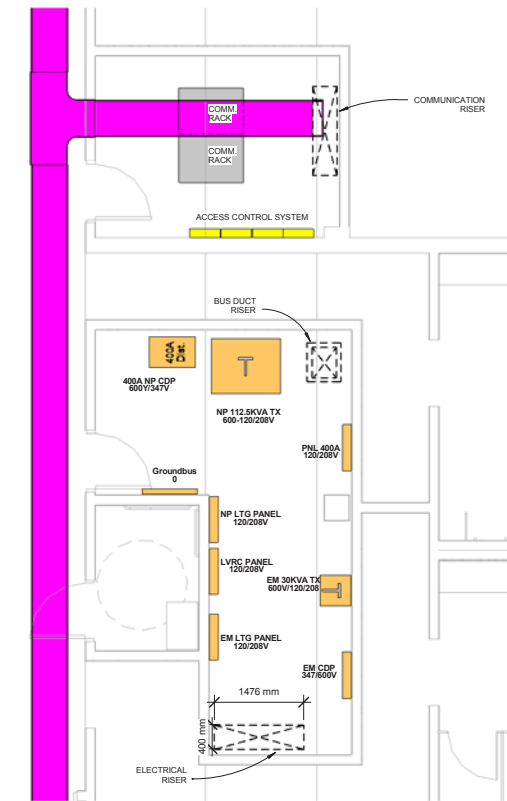 COMM.
RACK
COMM.
RACK
COMMUNICATION
RISER
ACCESS CONTROL SYSTEM
BUS DUCT
RISER
400A
Dist.
T
400A NP CDP
600Y/347V
NP 112.5KVA TX
600-120/208V
PNL 400A
120/208V
Groundbus
0
NP LTG PANEL
120/208V
LVRC PANEL
120/208V
EM 30KVA TX
600V/120/208
T
EM LTG PANEL
120/208V
EM CDP
347/600V
1476 mm
400 mm
ELECTRICAL
RISER